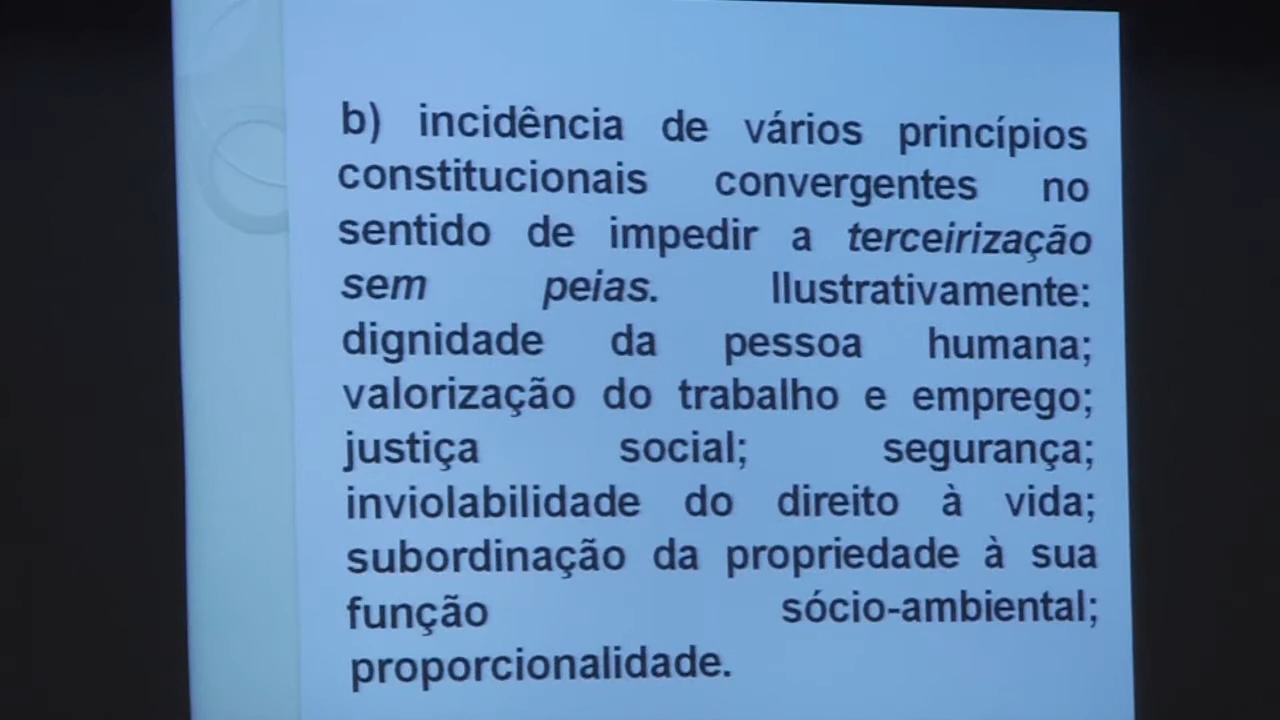 b) incidência de vários princípios
constitucionais convergentes no
sentido de impedir a terceirização
sem peias. Ilustrativamente:
dignidade da pessoa humana;
valorização do trabalho e emprego;
justiça social; segurança;
inviolabilidade do direito à vida;
subordinação da propriedade à sua
função sócio-ambiental;
proporcionalidade.